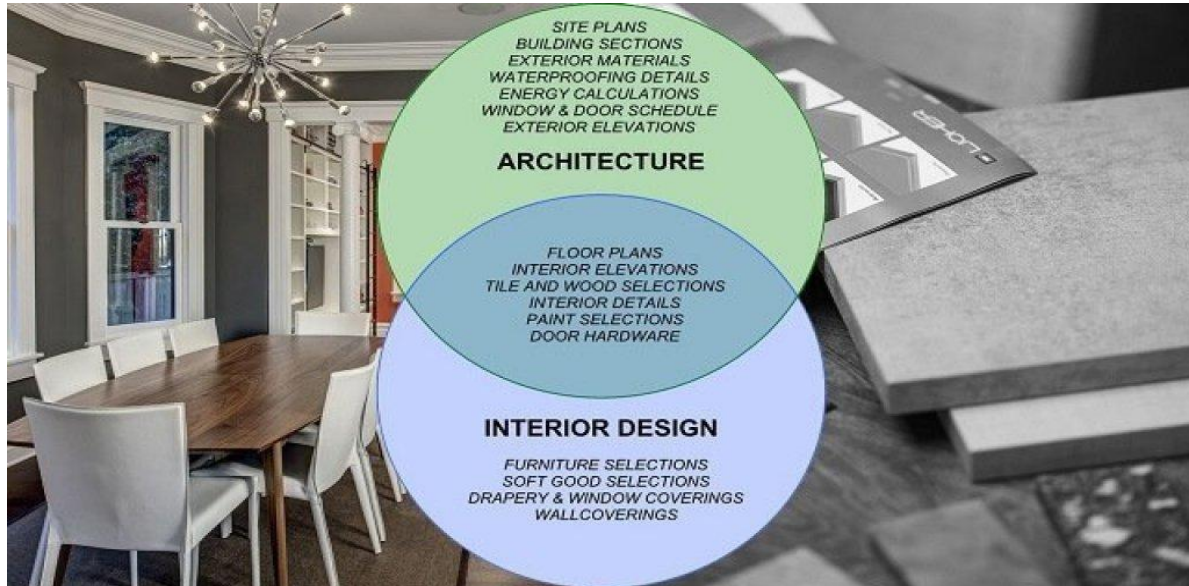 SITE PLANS
BUILDING SECTIONS
EXTERIOR MATERIALS
WATERPROOFING DETAILS
ENERGY CALCULATIONS
WINDOW & DOOR SCHEDULE
EXTERIOR ELEVATIONS
ARCHITECTURE
FLOOR PLANS
INTERIOR ELEVATIONS
TILE AND WOOD SELECTIONS
INTERIOR DETAILS
PAINT SELECTIONS
DOOR HARDWARE
INTERIOR DESIGN
FURNITURE SELECTIONS
SOFT GOOD SELECTIONS
DRAPERY & WINDOW COVERINGS
WALLCOVERINGS